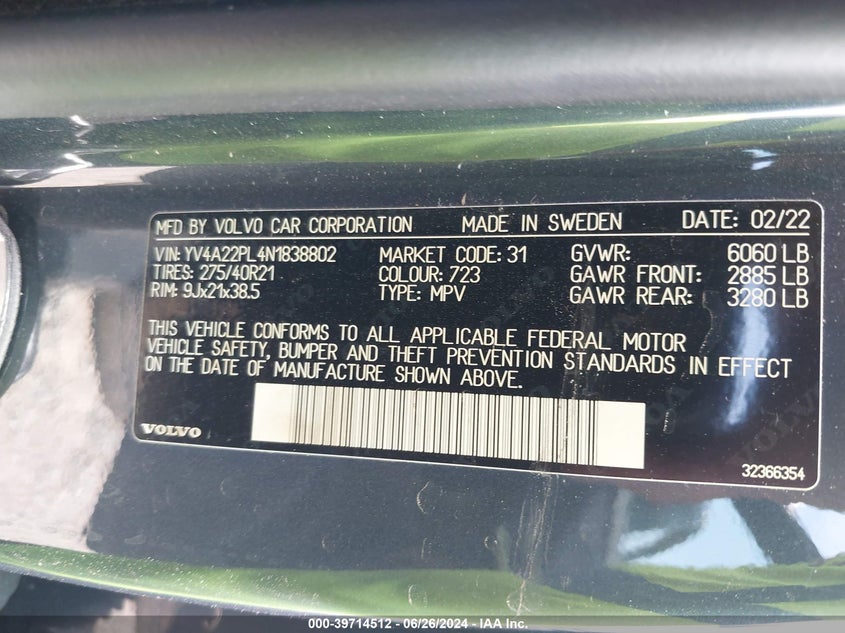 MFD BY VOLVO CAR CORPORATION MADE IN SWEDEN DATE: 02/22
VIN: YV4A22PL4N1838802 MARKET CODE: 31 GVWR: 6060 LB
TIRES: 275/40R21 COLOUR: 723 GAWR FRONT: 2885 LB
RIM: 9Jx21x38.5 TYPE: MPV GAWR REAR: 3280 LB
THIS VEHICLE CONFORMS TO ALL APPLICABLE FEDERAL MOTOR
VEHICLE SAFETY, BUMPER AND THEFT PREVENTION STANDARDS IN EFFECT
ON THE DATE OF MANUFACTURE SHOWN ABOVE.
VOLVO
32366354
000-39714512 - 06/26/2024 - IAA Inc.